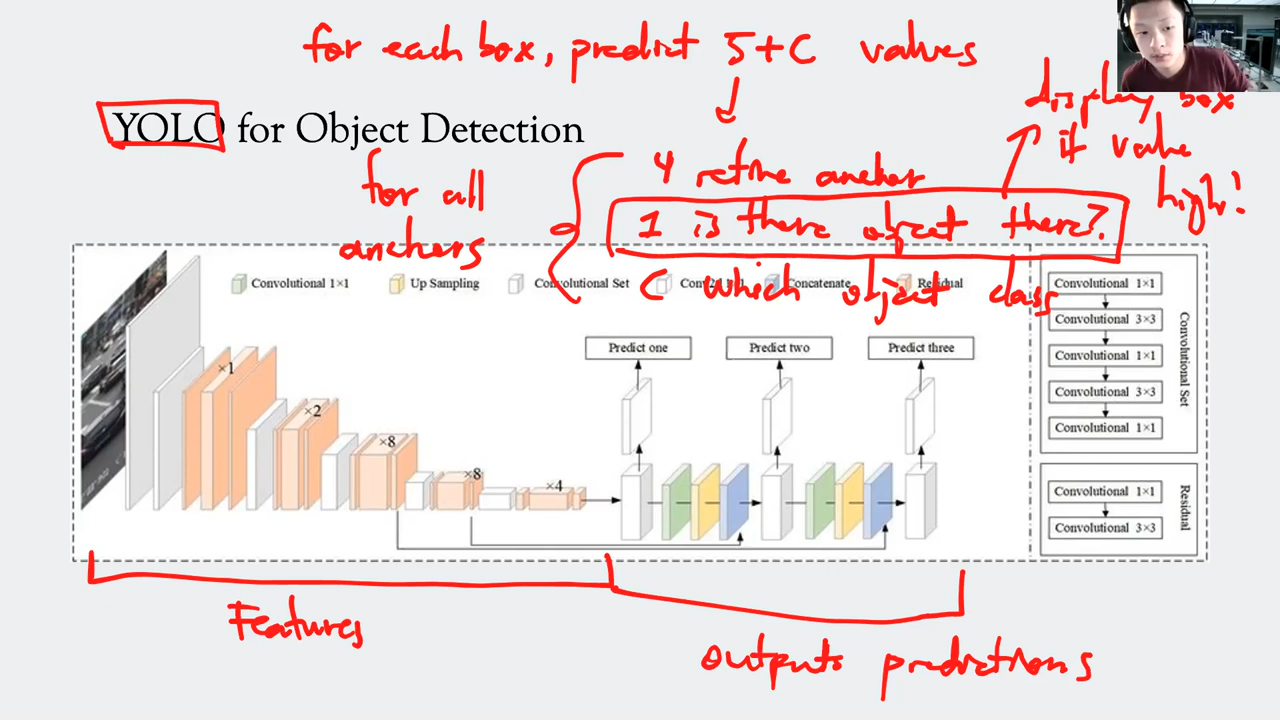 for each box, predict 5+C values
display box
if value
high!
YOLO for Object Detection
for all
anchors
4 refine anchor
1 is there object there?
C which object class
Convolutional 1×1
Up Sampling
Convolutional Set
Concatenate
Residual
Predict one
Predict two
Predict three
×1
×2
×8
×8
×4
Convolutional 1×1
Convolutional 3×3
Convolutional 1×1
Convolutional 3×3
Convolutional 1×1
Convolutional Set
Convolutional 1×1
Convolutional 3×3
Residual
Features
outputs predictions